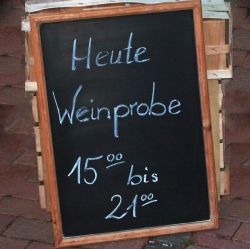 Heute
Weinprobe
15⁰⁰ bis
21⁰⁰